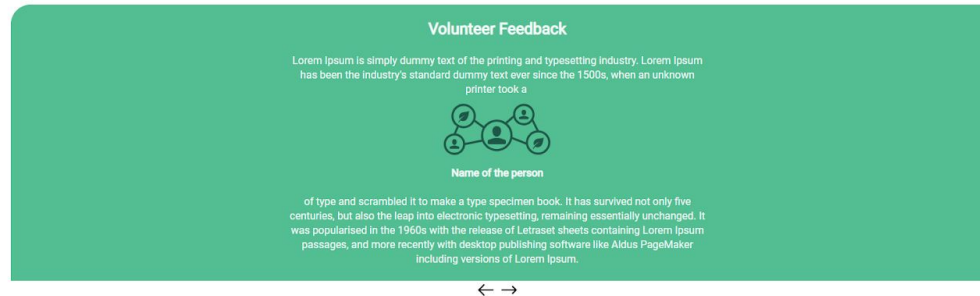 Volunteer Feedback
Lorem Ipsum is simply dummy text of the printing and typesetting industry. Lorem Ipsum
has been the industry's standard dummy text ever since the 1500s, when an unknown
printer took a
Name of the person
of type and scrambled it to make a type specimen book. It has survived not only five
centuries, but also the leap into electronic typesetting, remaining essentially unchanged. It
was popularised in the 1960s with the release of Letraset sheets containing Lorem Ipsum
passages, and more recently with desktop publishing software like Aldus PageMaker
including versions of Lorem Ipsum.